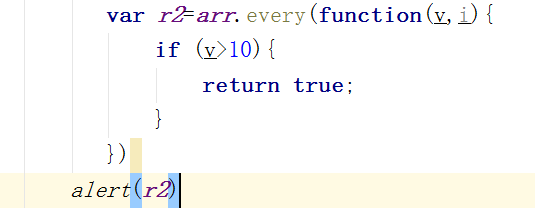 var r2=arr.every(function(v,i){
if (v>10){
return true;
}
})
alert(r2)